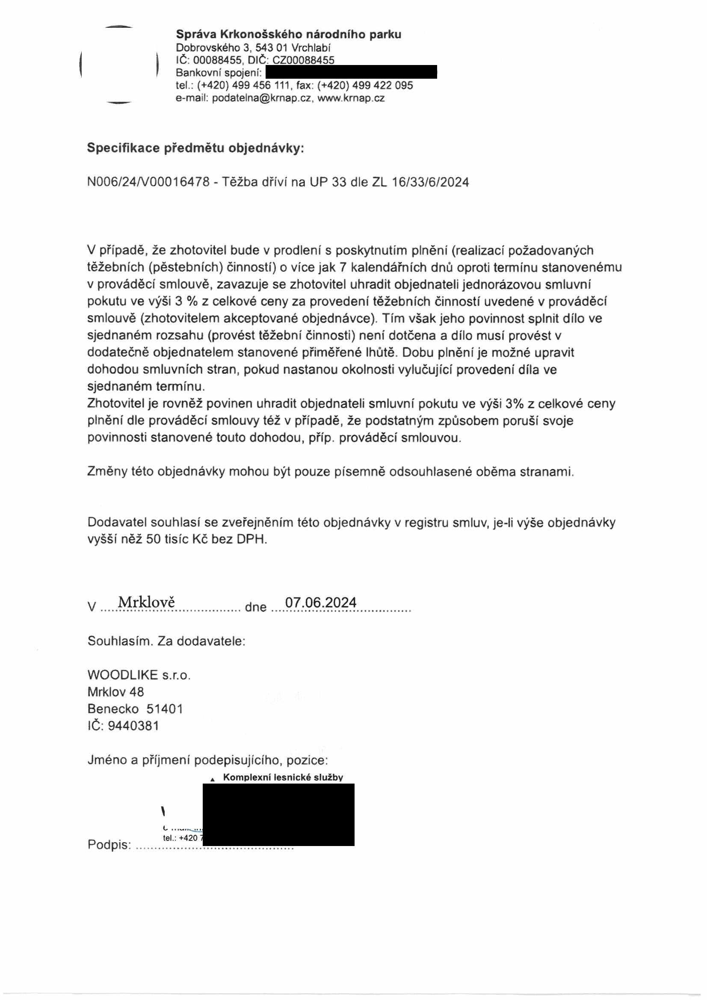 Správa Krkonošského národního parku
Dobrovského 3, 543 01 Vrchlabí
IČ: 00088455, DIČ: CZ00088455
Bankovní spojení:
tel.: (+420) 499 456 111, fax: (+420) 499 422 095
e-mail: podatelna@krnap.cz, www.krnap.cz
Specifikace předmětu objednávky:
N006/24/V00016478 - Těžba dříví na UP 33 dle ZL 16/33/6/2024
V případě, že zhotovitel bude v prodlení s poskytnutím plnění (realizací požadovaných
těžebních (pěstebních) činností) o více jak 7 kalendářních dnů oproti termínu stanovenému
v prováděcí smlouvě, zavazuje se zhotovitel uhradit objednateli jednorázovou smluvní
pokutu ve výši 3 % z celkové ceny za provedení těžebních činností uvedené v prováděcí
smlouvě (zhotovitelem akceptované objednávce). Tím však jeho povinnost splnit dílo ve
sjednaném rozsahu (provést těžební činnosti) není dotčena a dílo musí provést v
dodatečně objednatelem stanovené přiměřené lhůtě. Dobu plnění je možné upravit
dohodou smluvních stran, pokud nastanou okolnosti vylučující provedení díla ve
sjednaném termínu.
Zhotovitel je rovněž povinen uhradit objednateli smluvní pokutu ve výši 3% z celkové ceny
plnění dle prováděcí smlouvy též v případě, že podstatným způsobem poruší svoje
povinnosti stanovené touto dohodou, příp. prováděcí smlouvou.
Změny této objednávky mohou být pouze písemně odsouhlasené oběma stranami.
Dodavatel souhlasí se zveřejněním této objednávky v registru smluv, je-li výše objednávky
vyšší něž 50 tisíc Kč bez DPH.
V .... Mrklově .................... dne .... 07.06.2024 ....................
Souhlasím. Za dodavatele:
WOODLIKE s.r.o.
Mrklov 48
Benecko 51401
IČ: 9440381
Jméno a příjmení podepisujícího, pozice:
Komplexní lesnické služby
tel.: +420 7
Podpis: ........................................